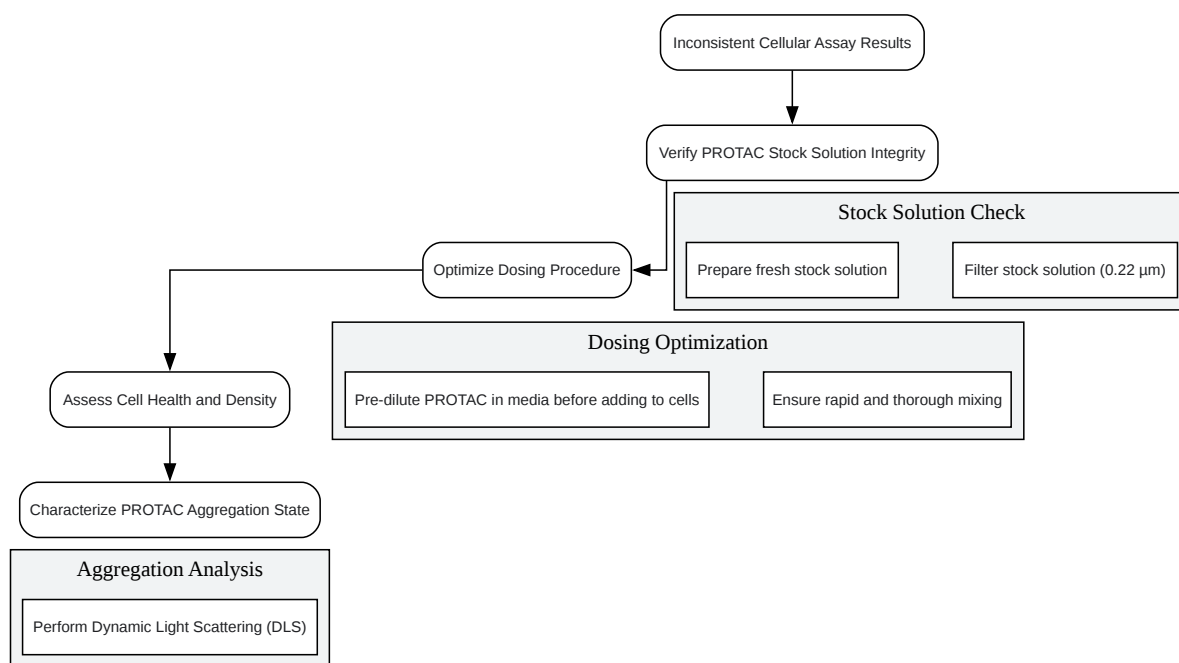 Inconsistent Cellular Assay Results
Verify PROTAC Stock Solution Integrity
Stock Solution Check
Optimize Dosing Procedure
Prepare fresh stock solution
Filter stock solution (0.22 µm)
Dosing Optimization
Assess Cell Health and Density
Pre-dilute PROTAC in media before adding to cells
Ensure rapid and thorough mixing
Characterize PROTAC Aggregation State
Aggregation Analysis
Perform Dynamic Light Scattering (DLS)